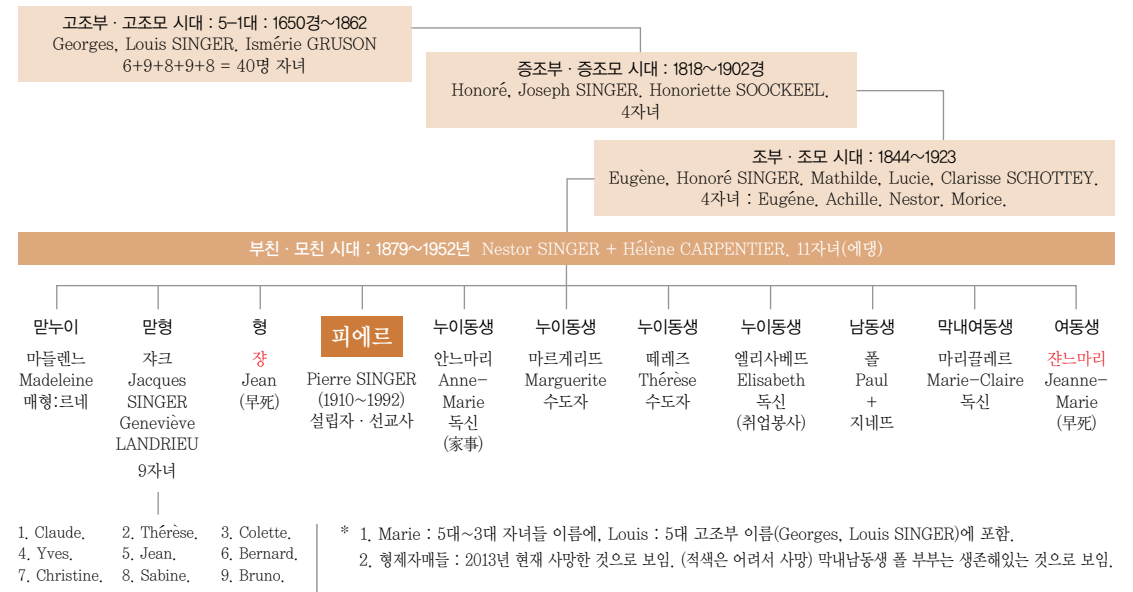 고조부 · 고조모 시대 : 5-1대 : 1650경~1862
Georges, Louis SINGER, Ismérie GRUSON
6+9+8+9+8 = 40명 자녀
증조부 · 증조모 시대 : 1818~1902경
Honoré, Joseph SINGER, Honoriette SOOCKEEL.
4자녀
조부 · 조모 시대 : 1844~1923
Eugène, Honoré SINGER. Mathilde, Lucie, Clarisse SCHOTTEY.
4자녀 : Eugéne. Achille. Nestor. Morice.
부친 · 모친 시대 : 1879~1952년 Nestor SINGER + Hélène CARPENTIER. 11자녀(에댕)
맏누이
마들렌느
Madeleine
매형:르네
맏형
쟈크
Jacques
SINGER
Geneviève
LANDRIEU
9자녀
형
쟝
Jean
(早死)
피에르
Pierre SINGER
(1910~1992)
설립자 · 선교사
누이동생
안느마리
Anne-
Marie
독신
(家事)
누이동생
마르게리뜨
Marguerite
수도자
누이동생
떼레즈
Thérèse
수도자
누이동생
엘리사베뜨
Elisabeth
독신
(취업봉사)
남동생
폴
Paul
+
지네뜨
막내여동생
마리끌레르
Marie-Claire
독신
여동생
쟌느마리
Jeanne-
Marie
(早死)
1. Claude. 2. Thérèse. 3. Colette.
4. Yves. 5. Jean. 6. Bernard.
7. Christine. 8. Sabine. 9. Bruno.
* 1. Marie : 5대~3대 자녀들 이름에, Louis : 5대 고조부 이름(Georges, Louis SINGER)에 포함.
2. 형제자매들 : 2013년 현재 사망한 것으로 보임. (적색은 어려서 사망) 막내남동생 폴 부부는 생존해있는 것으로 보임.